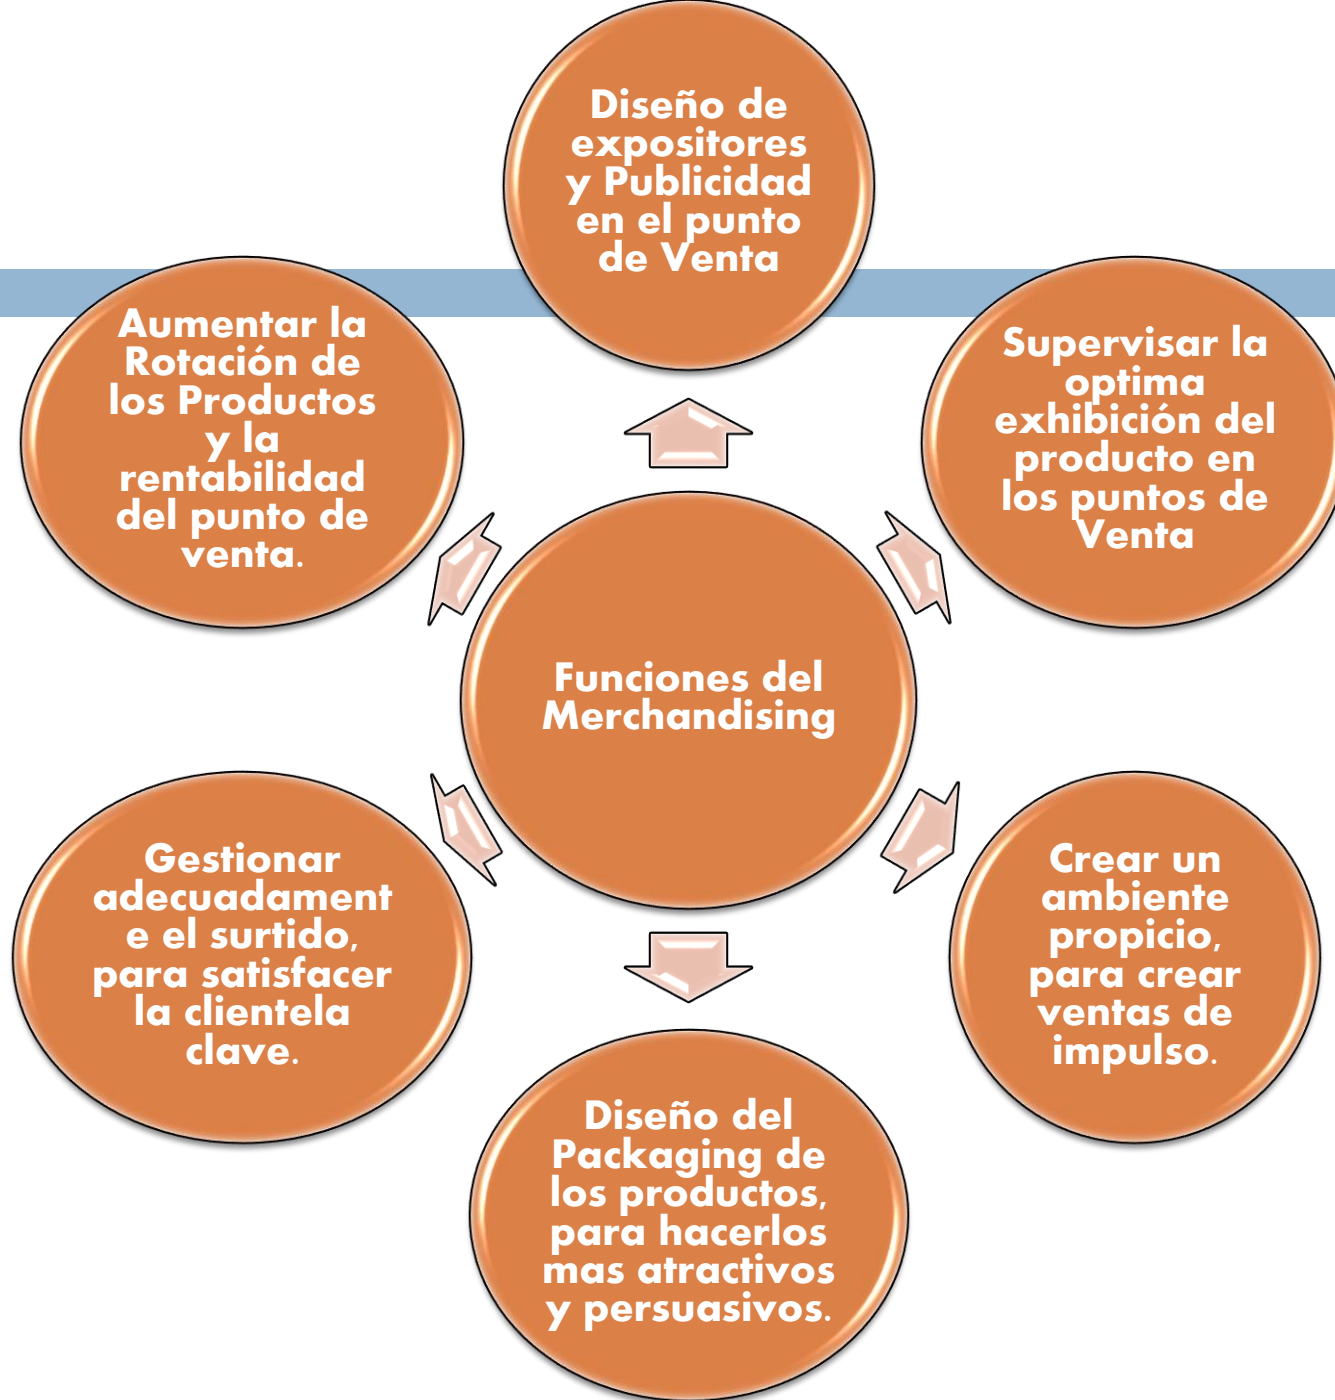 Diseño de
expositores
y Publicidad
en el punto
de Venta
Aumentar la
Rotación de
los Productos
y la
rentabilidad
del punto de
venta.
Supervisar la
optima
exhibición del
producto en
los puntos de
Venta
Funciones del
Merchandising
Gestionar
adecuadament
e el surtido,
para satisfacer
la clientela
clave.
Crear un
ambiente
propicio,
para crear
ventas de
impulso.
Diseño del
Packaging de
los productos,
para hacerlos
mas atractivos
y persuasivos.